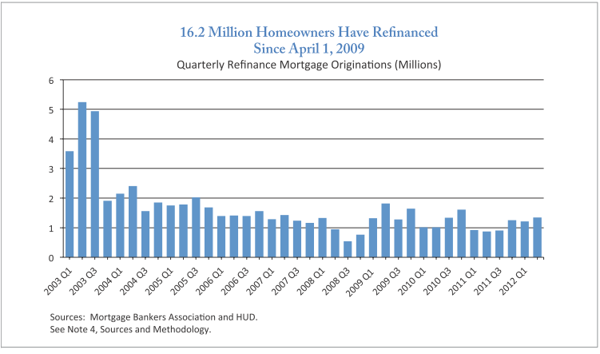 16.2 Million Homeowners Have Refinanced
Since April 1, 2009
Quarterly Refinance Mortgage Originations (Millions)
6
5
4
3
2
1
0
2003 Q1
2003 Q3
2004 Q1
2004 Q3
2005 Q1
2005 Q3
2006 Q1
2006 Q3
2007 Q1
2007 Q3
2008 Q1
2008 Q3
2009 Q1
2009 Q3
2010 Q1
2010 Q3
2011 Q1
2011 Q3
2012 Q1
Sources: Mortgage Bankers Association and HUD.
See Note 4, Sources and Methodology.